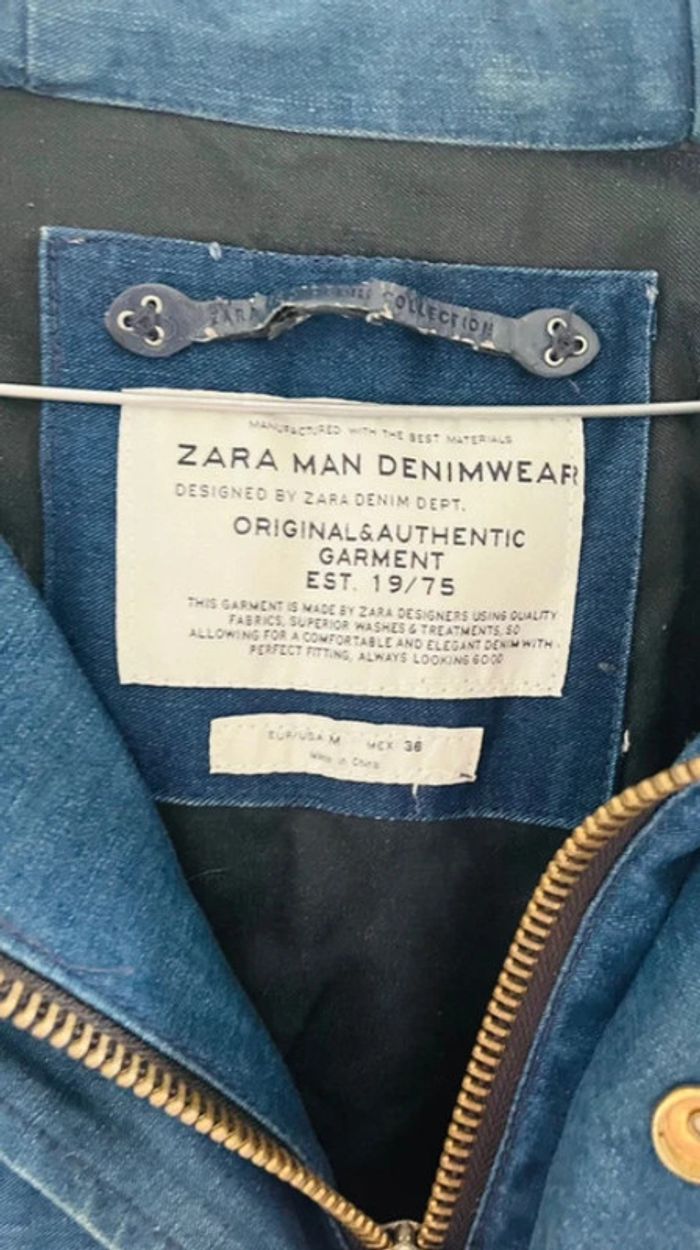 ZARA COLLECTION
MANUFACTURED WITH THE BEST MATERIALS
ZARA MAN DENIMWEAR
DESIGNED BY ZARA DENIM DEPT.
ORIGINAL&AUTHENTIC
GARMENT
EST. 19/75
THIS GARMENT IS MADE BY ZARA DESIGNERS USING QUALITY
FABRICS, SUPERIOR WASHES & TREATMENTS, SO
ALLOWING FOR A COMFORTABLE AND ELEGANT DENIM WITH
PERFECT FITTING, ALWAYS LOOKING GOOD
EUR/USA M MEX 36
Made in China